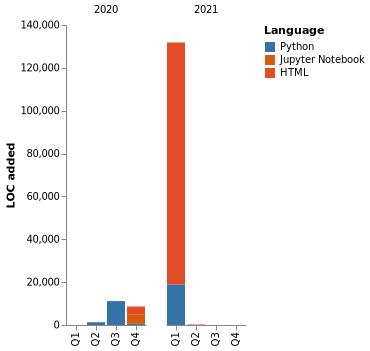 2020
2021
LOC added
140,000
120,000
100,000
80,000
60,000
40,000
20,000
0
Q1
Q2
Q3
Q4
Q1
Q2
Q3
Q4
Language
Python
Jupyter Notebook
HTML